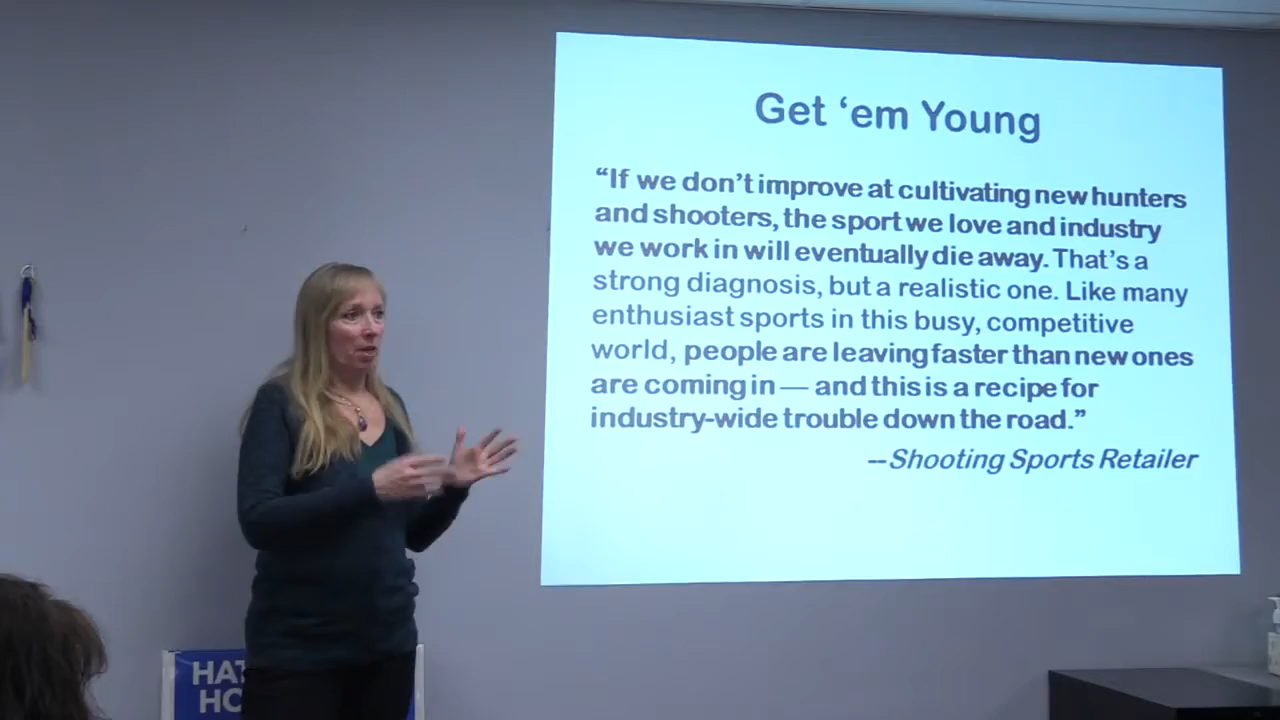 Get ‘em Young
“If we don’t improve at cultivating new hunters
and shooters, the sport we love and industry
we work in will eventually die away. That’s a
strong diagnosis, but a realistic one. Like many
enthusiast sports in this busy, competitive
world, people are leaving faster than new ones
are coming in — and this is a recipe for
industry-wide trouble down the road.”
--Shooting Sports Retailer